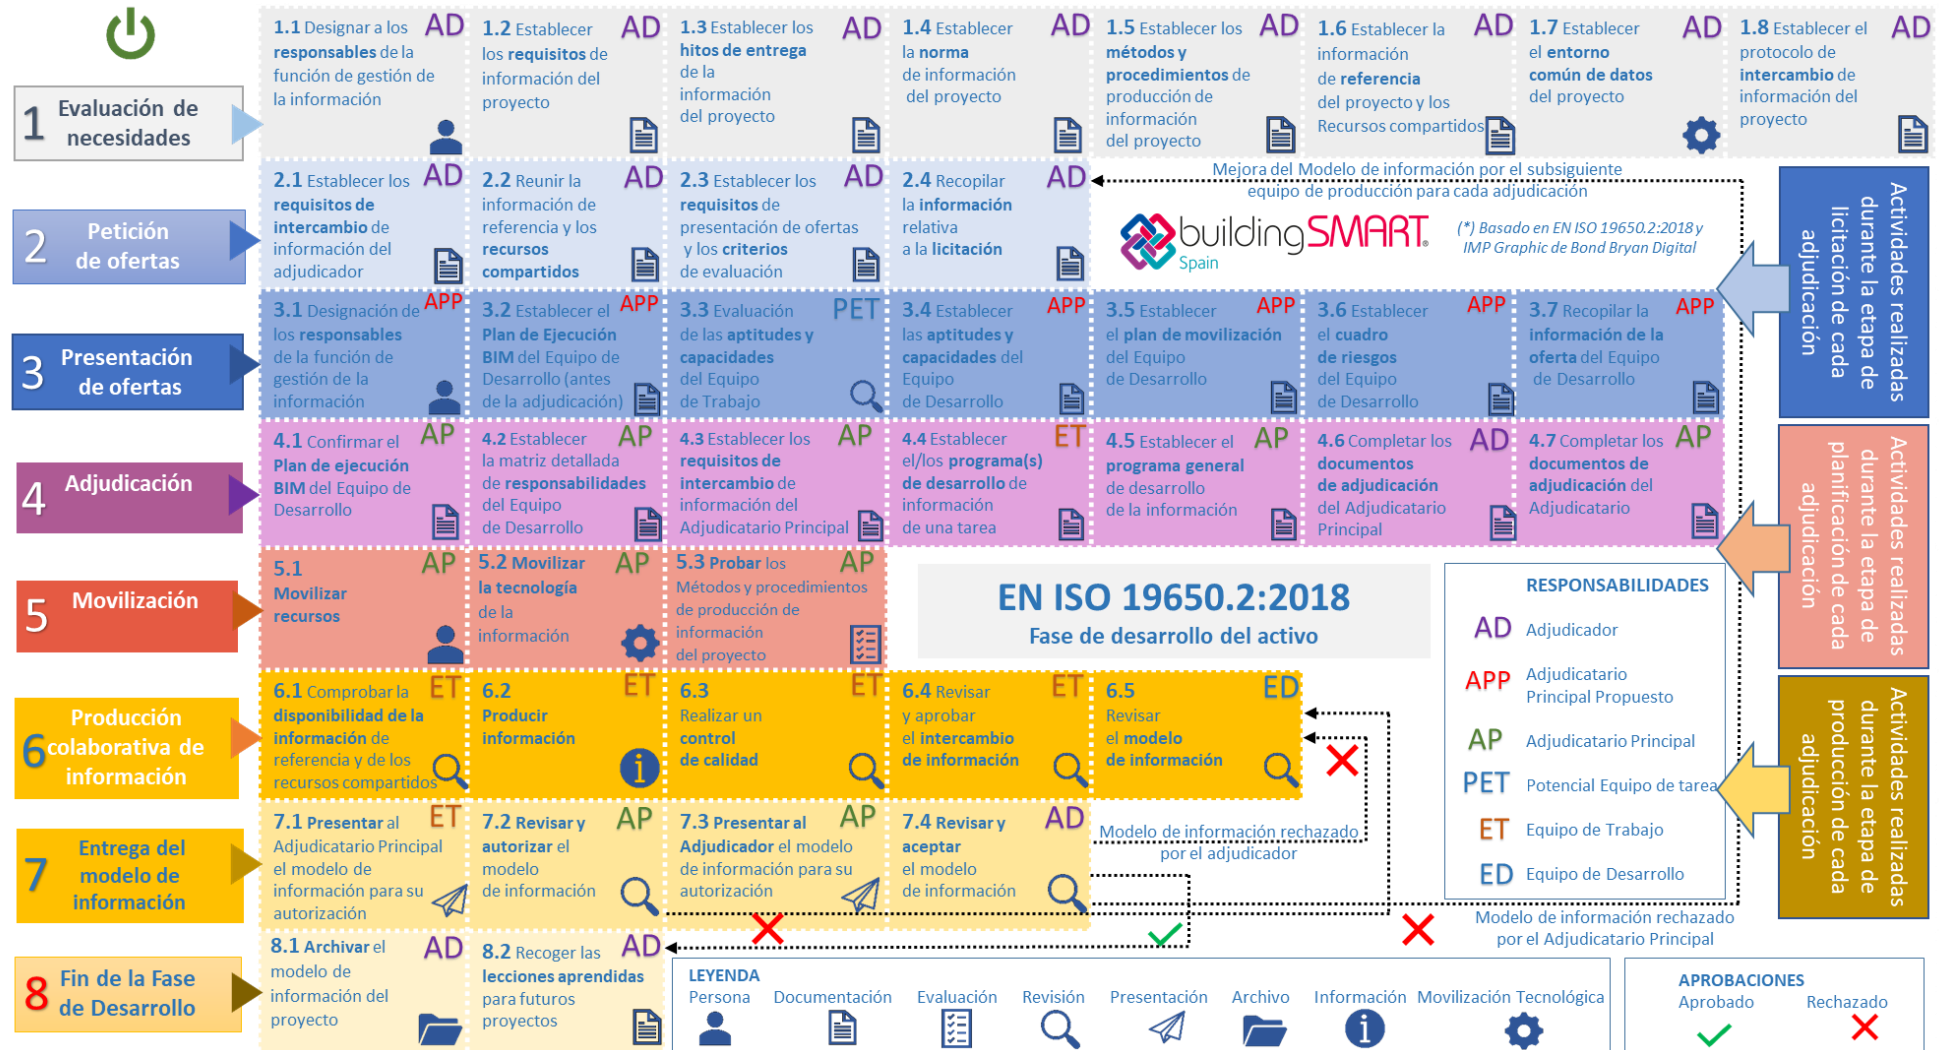 1 Evaluación de
necesidades
1.1 Designar a los AD
responsables de la
función de gestión de
la información
1.2 Establecer AD
los requisitos de
información del
proyecto
1.3 Establecer los AD
hitos de entrega
de la
información
del proyecto
1.4 Establecer AD
la norma
de información
del proyecto
1.5 Establecer los AD
métodos y
procedimientos de
producción de
información
del proyecto
1.6 Establecer la AD
información
de referencia
del proyecto y los
Recursos compartidos
1.7 Establecer AD
el entorno
común de datos
del proyecto
1.8 Establecer el AD
protocolo de
intercambio de
información del
proyecto
2 Petición
de ofertas
2.1 Establecer los AD
requisitos de
intercambio de
información del
adjudicador
2.2 Reunir la AD
información de
referencia y los
recursos
compartidos
2.3 Establecer los AD
requisitos de
presentación de ofertas
y los criterios
de evaluación
2.4 Recopilar AD
la información
relativa
a la licitación
Mejora del Modelo de información por el subsiguiente
equipo de producción para cada adjudicación
buildingSMART®
Spain
(*) Basado en EN ISO 19650.2:2018 y
IMP Graphic de Bond Bryan Digital
3 Presentación
de ofertas
3.1 Designación de APP
los responsables
de la función de
gestión de la
información
3.2 Establecer el APP
Plan de Ejecución
BIM del Equipo de
Desarrollo (antes
de la adjudicación)
3.3 Evaluación PET
de las aptitudes y
capacidades
del Equipo
de Trabajo
3.4 Establecer APP
las aptitudes y
capacidades del
Equipo
de Desarrollo
3.5 Establecer APP
el plan de movilización
del Equipo
de Desarrollo
3.6 Establecer APP
el cuadro
de riesgos
del Equipo
de Desarrollo
3.7 Recopilar la APP
información de la
oferta del Equipo
de Desarrollo
4 Adjudicación
4.1 Confirmar el AP
Plan de ejecución
BIM del Equipo de
Desarrollo
4.2 Establecer AP
la matriz detallada
de responsabilidades
del Equipo
de Desarrollo
4.3 Establecer los AP
requisitos de
intercambio de
información del
Adjudicatario Principal
4.4 Establecer ET
el/los programa(s)
de desarrollo de
información
de una tarea
4.5 Establecer el AP
programa general
de desarrollo
de la información
4.6 Completar los AD
documentos
de adjudicación
del Adjudicatario
Principal
4.7 Completar los AP
documentos de
adjudicación del
Adjudicatario
5 Movilización
5.1 AP
Movilizar
recursos
5.2 Movilizar AP
la tecnología
de la
información
5.3 Probar los AP
Métodos y procedimientos
de producción de
información
del proyecto
EN ISO 19650.2:2018
Fase de desarrollo del activo
6 Producción
colaborativa de
información
6.1 Comprobar la ET
disponibilidad de la
información de
referencia y de los
recursos compartidos
6.2 ET
Producir
información
6.3 ET
Realizar un
control
de calidad
6.4 Revisar ET
y aprobar
el intercambio
de información
6.5 ED
Revisar
el modelo
de información
7 Entrega del
modelo de
información
7.1 Presentar al ET
Adjudicatario Principal
el modelo de
información para su
autorización
7.2 Revisar y AP
autorizar el
modelo
de información
7.3 Presentar al AP
Adjudicador el modelo
de información para su
autorización
7.4 Revisar y AD
aceptar
el modelo
de información
Modelo de información rechazado
por el adjudicador
Modelo de información rechazado
por el Adjudicatario Principal
8 Fin de la Fase
de Desarrollo
8.1 Archivar el AD
modelo de
información del
proyecto
8.2 Recoger las AD
lecciones aprendidas
para futuros
proyectos
RESPONSABILIDADES
AD Adjudicador
APP Adjudicatario
Principal Propuesto
AP Adjudicatario Principal
PET Potencial Equipo de tarea
ET Equipo de Trabajo
ED Equipo de Desarrollo
Actividades realizadas
durante la etapa de
licitación de cada
adjudicación
Actividades realizadas
durante la etapa de
planificación de cada
adjudicación
Actividades realizadas
durante la etapa de
producción de cada
adjudicación
LEYENDA
Persona Documentación Evaluación Revisión Presentación Archivo Información Movilización Tecnológica
APROBACIONES
Aprobado Rechazado